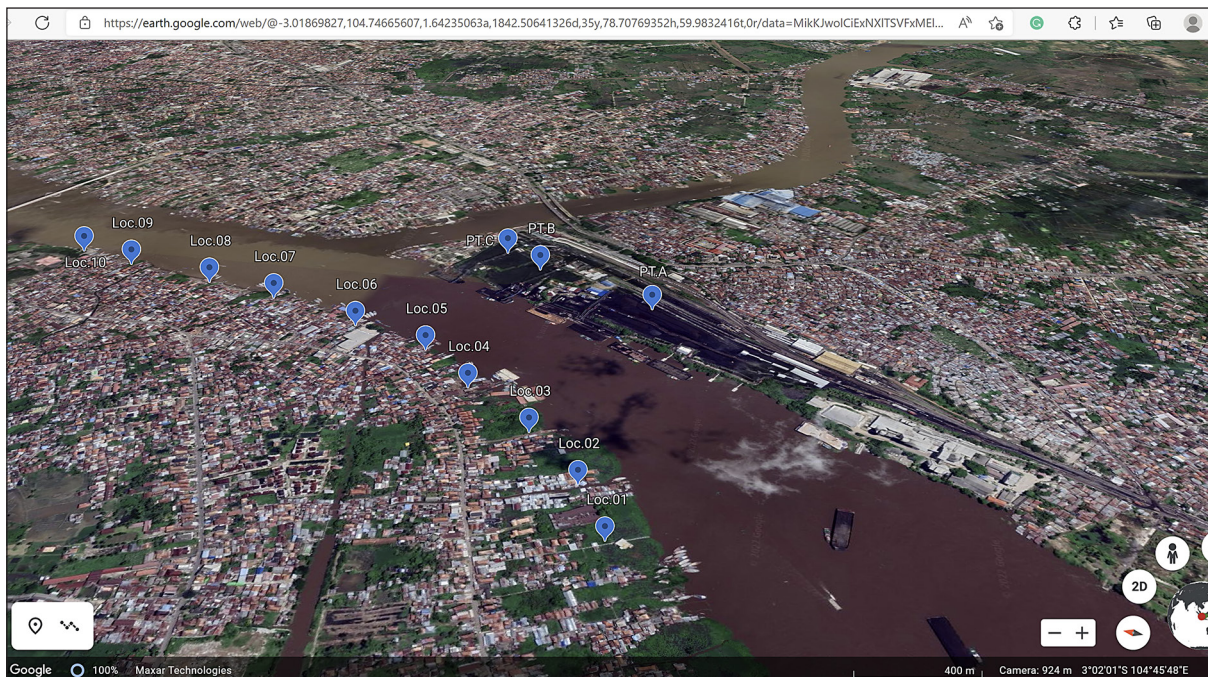 https://earth.google.com/web/@-3.01869827,104.74665607,1.64235063a,1842.50641326d,35y,78.70769352h,59.9832416t,0r/data=MikKJwolCiExNXlTSVFxMEl...
Loc.09
Loc.10
Loc.08
Loc.07
Loc.06
Loc.05
Loc.04
Loc.03
Loc.02
Loc.01
PT.C
PT.B
PT.A
2D
Google
100%
Maxar Technologies
400 m
Camera: 924 m
3°02'01"S 104°45'48"E